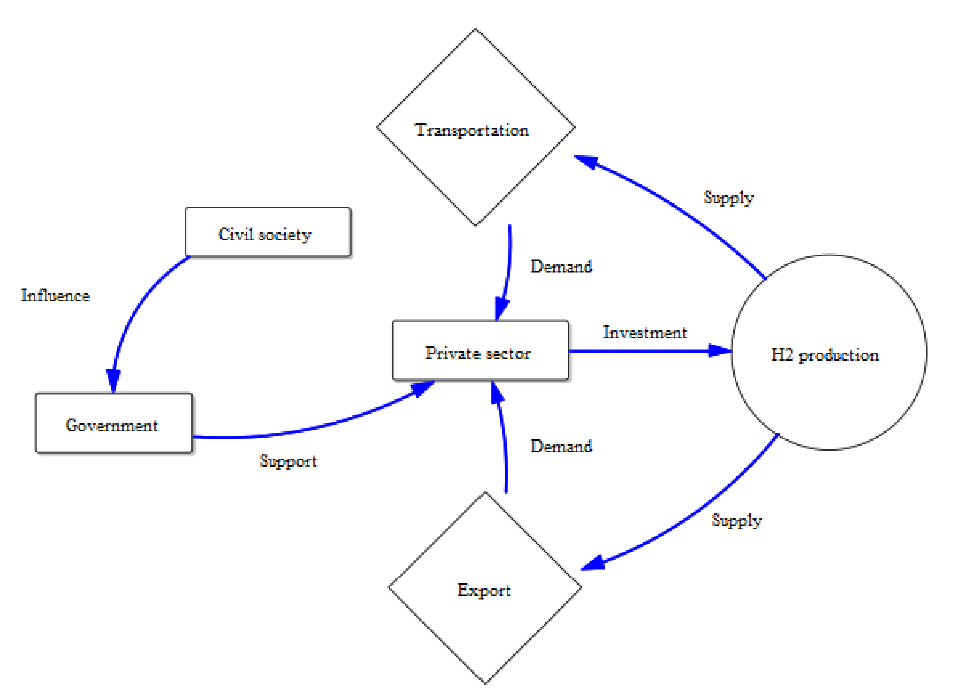 Transportation
Supply
Civil society
Demand
Influence
Investment
Private sector
H2 production
Government
Demand
Support
Supply
Export